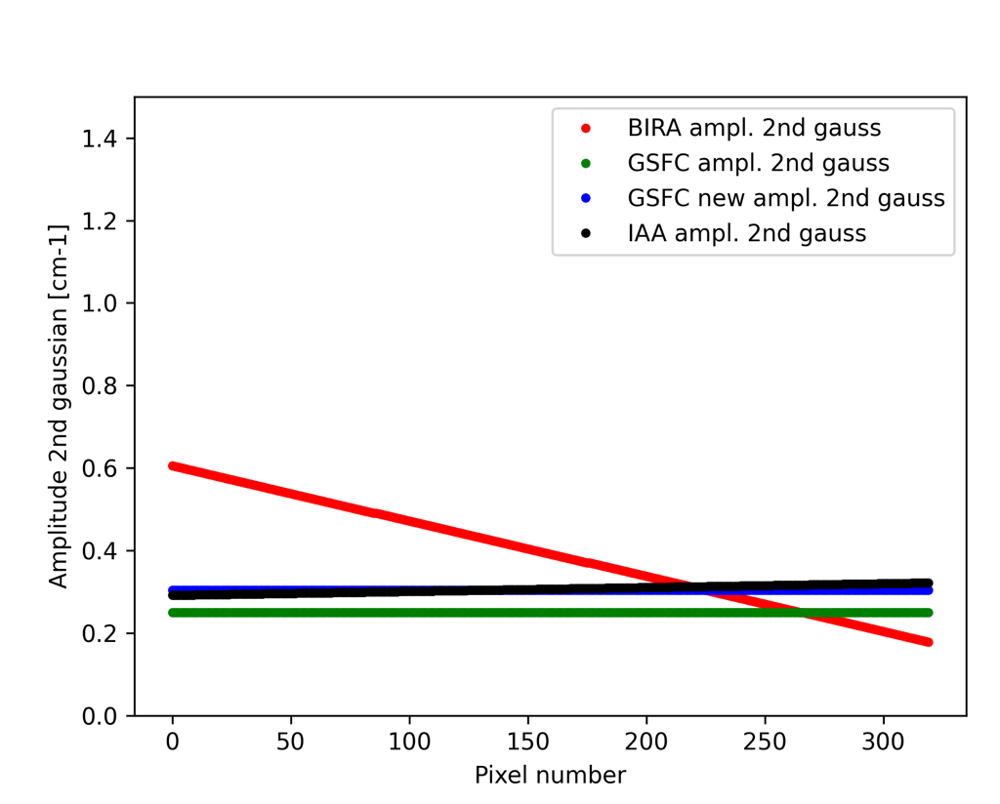 BIRA ampl. 2nd gauss
GSFC ampl. 2nd gauss
GSFC new ampl. 2nd gauss
IAA ampl. 2nd gauss
Amplitude 2nd gaussian [cm-1]
1.4
1.2
1.0
0.8
0.6
0.4
0.2
0.0
0 50 100 150 200 250 300
Pixel number